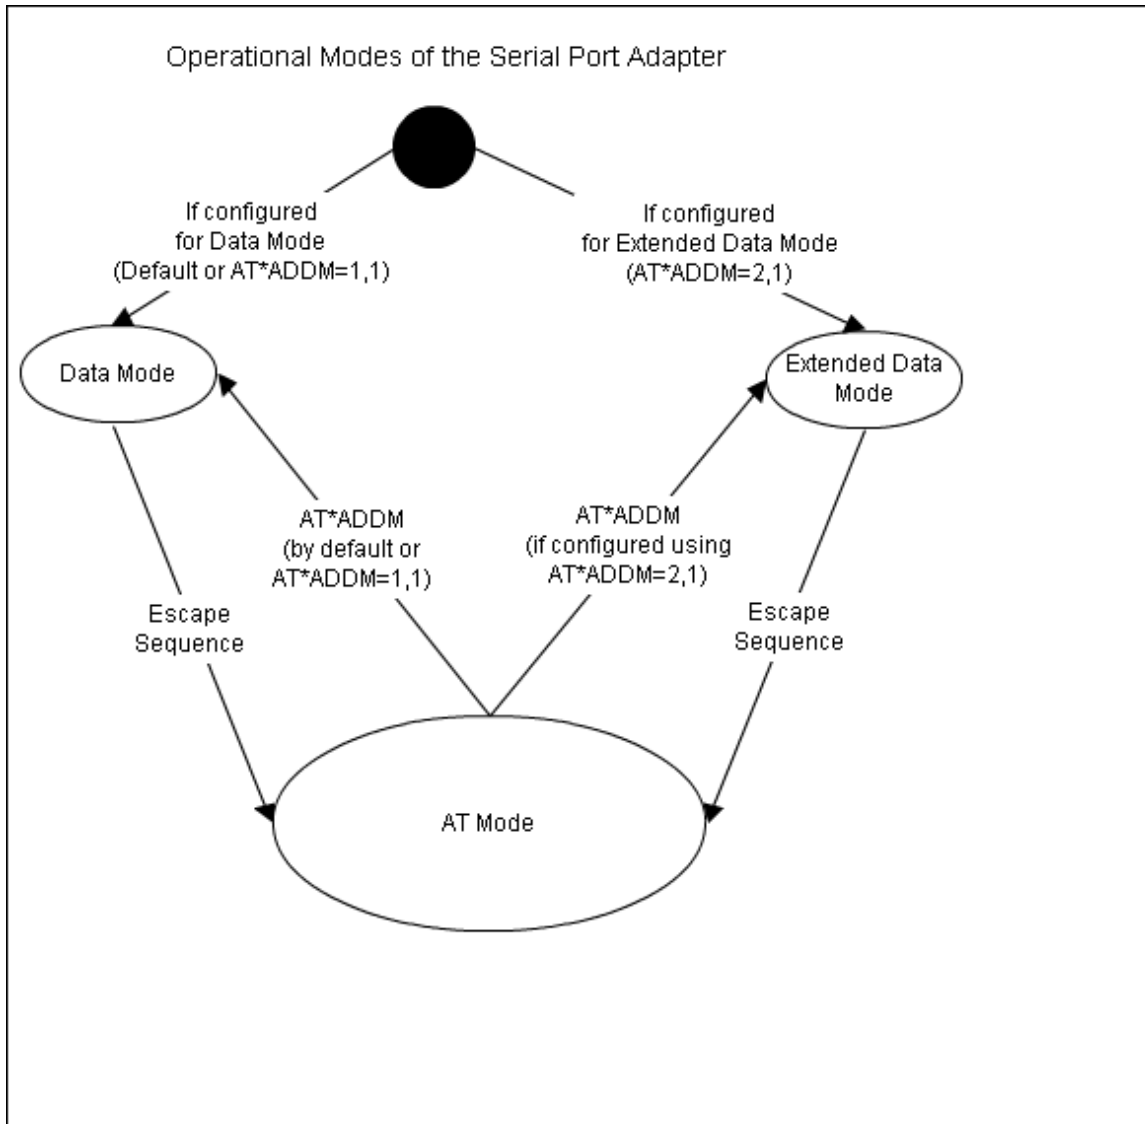 Operational Modes of the Serial Port Adapter
If configured
for Data Mode
(Default or AT*ADDM=1,1)
If configured
for Extended Data Mode
(AT*ADDM=2,1)
Data Mode
Extended Data
Mode
AT*ADDM
(by default or
AT*ADDM=1,1)
AT*ADDM
(if configured using
AT*ADDM=2,1)
Escape
Sequence
Escape
Sequence
AT Mode